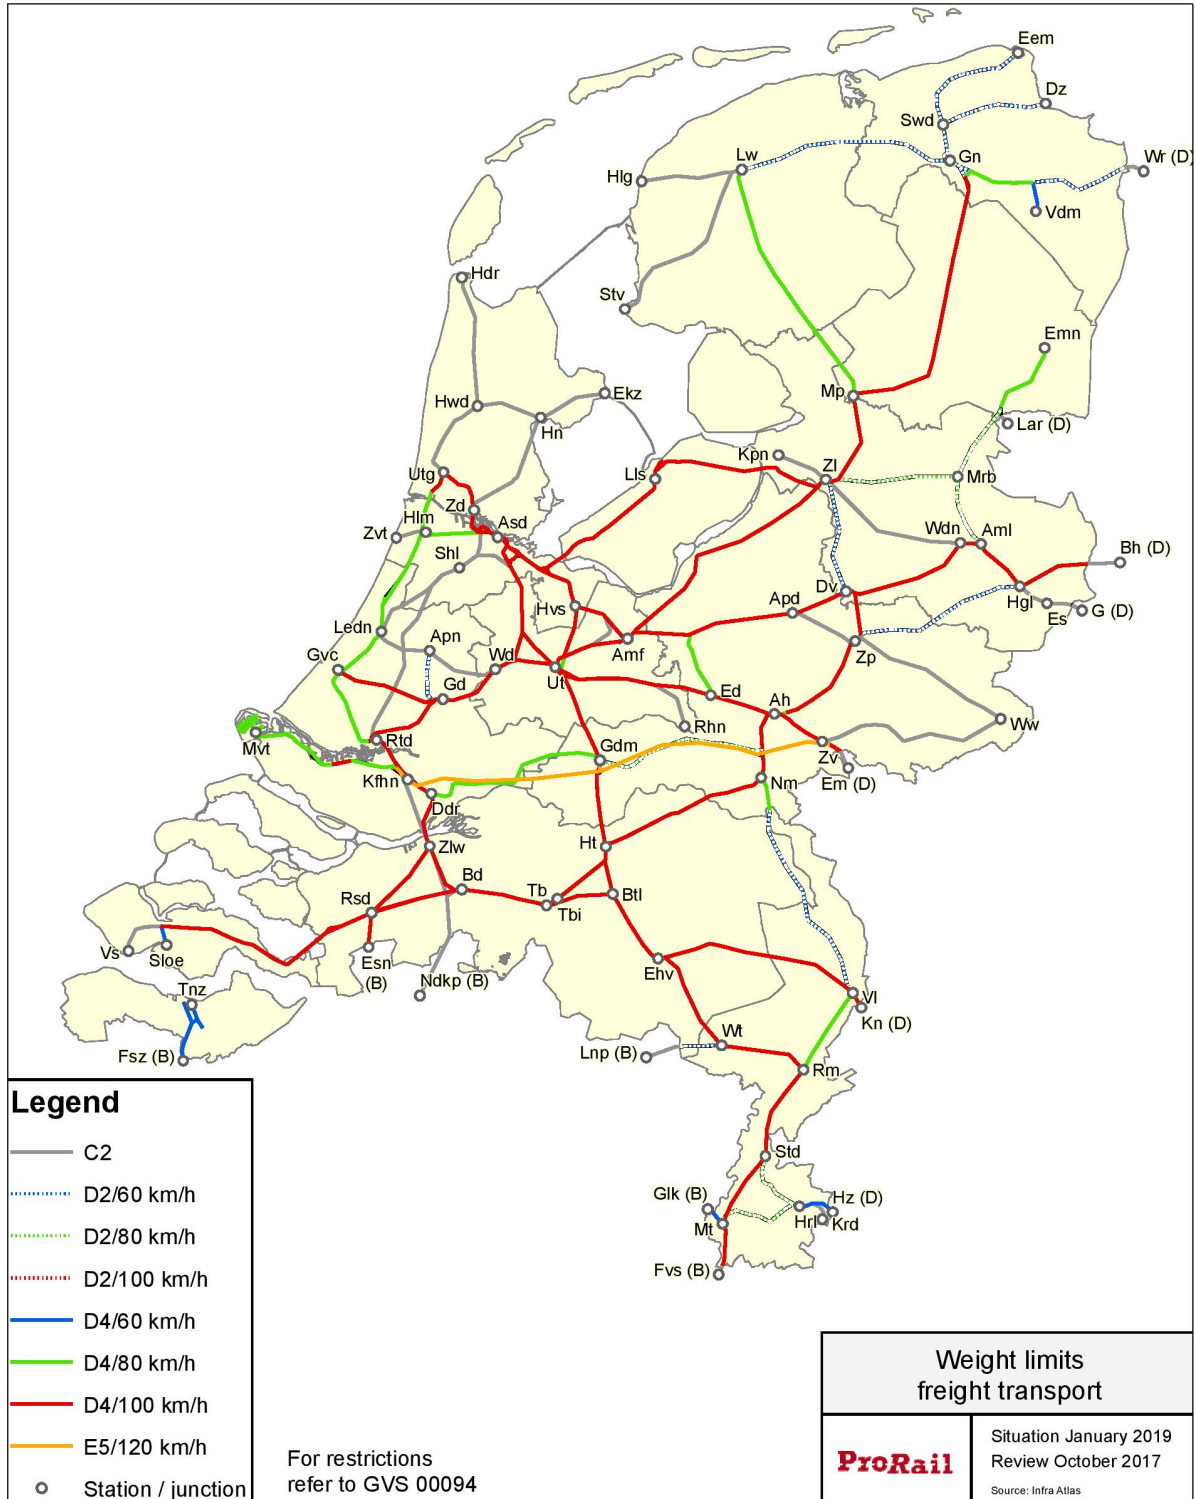 Eem
Dz
Swd
Gn
Wr (D)
Lw
Hlg
Vdm
Hdr
Stv
Emn
Mp
Hwd
Ekz
Hn
Lar (D)
Kpn
Zl
Mrb
Utg
Lls
Zd
Hlm
Asd
Zvt
Wdn
Aml
Shl
Bh (D)
Dv
Hgl
Hvs
Apd
Es
G (D)
Ledn
Apn
Amf
Zp
Gvc
Wd
Ut
Gd
Ed
Ah
Rhn
Ww
Mvt
Rtd
Gdm
Zv
Kfhn
Em (D)
Nm
Ddr
Zlw
Ht
Bd
Tb
Btl
Rsd
Tbi
Vs
Sloe
Esn
(B)
Ehv
Ndkp (B)
Tnz
Vl
Kn (D)
Wt
Fsz (B)
Lnp (B)
Rm
Std
Glk (B)
Hz (D)
Mt
Hrl
Krd
Fvs (B)
Legend
C2
D2/60 km/h
D2/80 km/h
D2/100 km/h
D4/60 km/h
D4/80 km/h
D4/100 km/h
E5/120 km/h
Station / junction
For restrictions
refer to GVS 00094
Weight limits
freight transport
ProRail
Situation January 2019
Review October 2017
Source: Infra Atlas